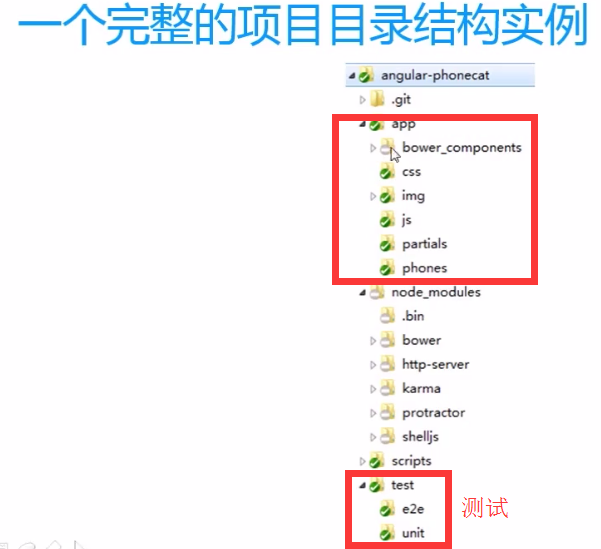 一个完整的项目目录结构实例
angular-phonecat
.git
app
bower_components
css
img
js
partials
phones
node_modules
.bin
bower
http-server
karma
protractor
shelljs
scripts
test
e2e
测试
unit